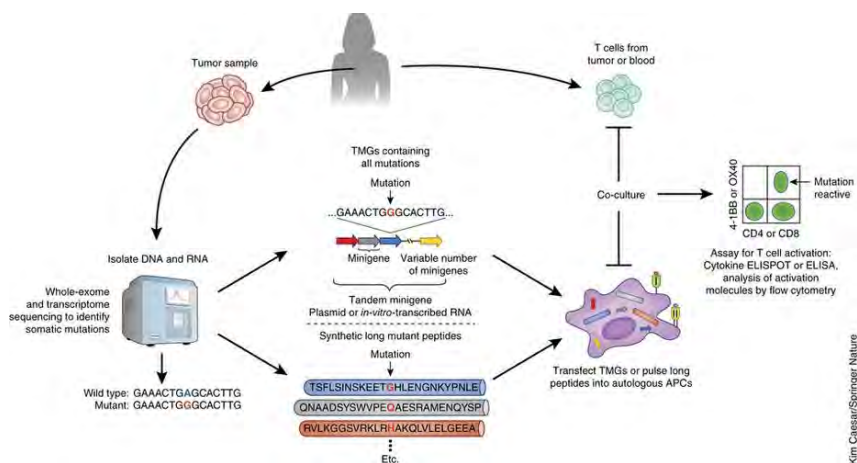 Tumor sample
T cells from
tumor or blood
TMGs containing
all mutations
Mutation
...GAAACTGGGCACTTG...
Minigene
Variable number
of minigenes
Tandem minigene
Plasmid or in-vitro-transcribed RNA
Isolate DNA and RNA
Whole-exome
and transcriptome
sequencing to identify
somatic mutations
Wild type: GAAACTGAGCACTTG
Mutant: GAAACTGGGCACTTG
Synthetic long mutant peptides
Mutation
TSFLSINSKEETGHLENGNKYPNLE
QNAADSYSWVPEQAESRAMENQYSP
RVLKGGSVRKLRHAKQLVLELGEEA
Etc.
Co-culture
I
II
Transfect TMGs or pulse long
peptides into autologous APCs
4-1BB or OX40
Mutation
reactive
CD4 or CD8
Assay for T cell activation:
Cytokine ELISPOT or ELISA,
analysis of activation
molecules by flow cytometry
Kim Caesar/Springer Nature